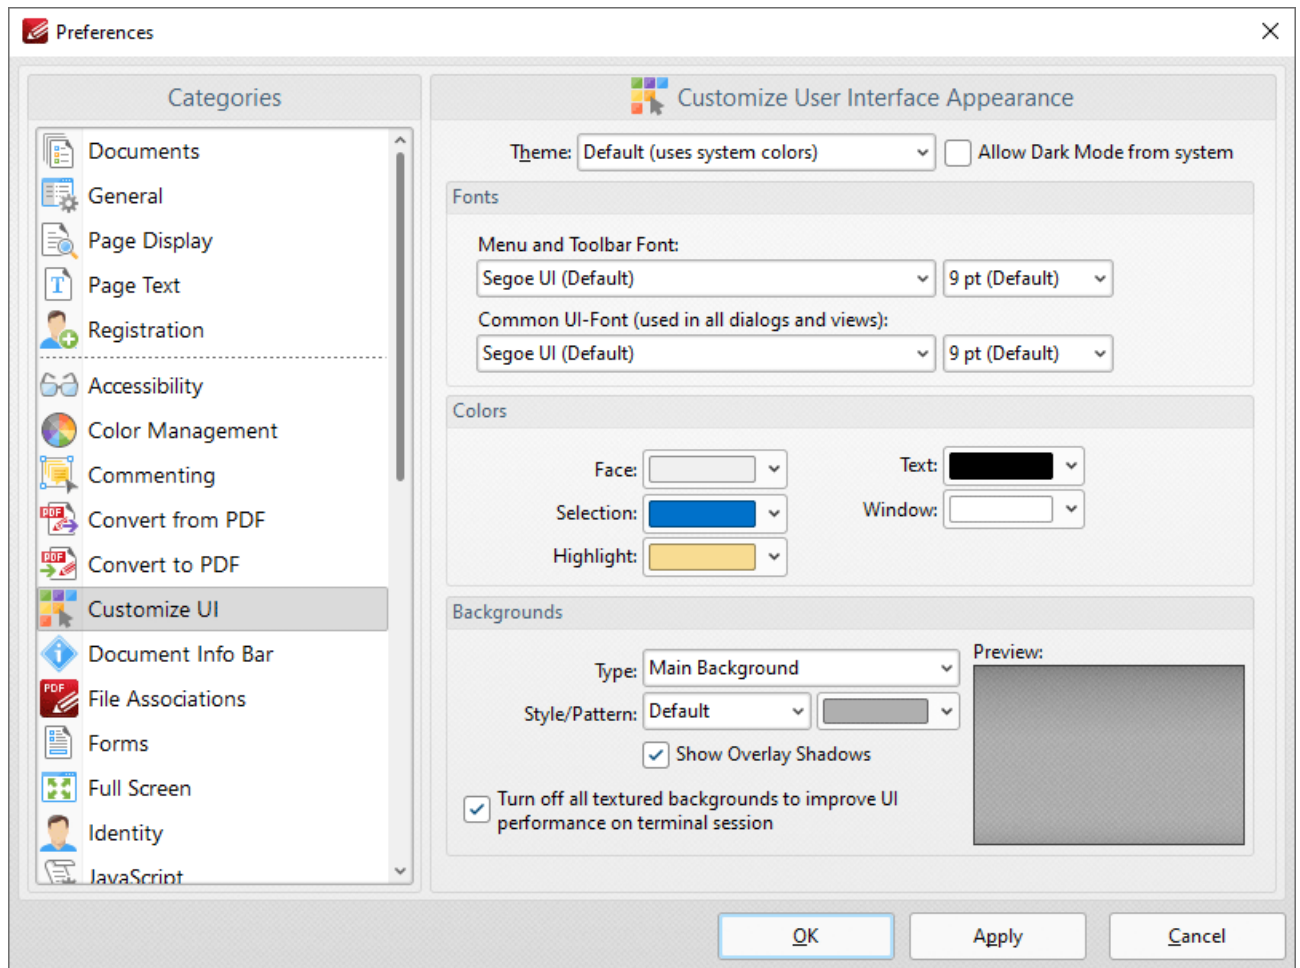 Preferences
Categories
Documents
General
Page Display
Page Text
Registration
Accessibility
Color Management
Commenting
Convert from PDF
Convert to PDF
Customize UI
Document Info Bar
File Associations
Forms
Full Screen
Identity
JavaScript
Customize User Interface Appearance
Theme: Default (uses system colors) Allow Dark Mode from system
Fonts
Menu and Toolbar Font:
Segoe UI (Default) 9 pt (Default)
Common UI-Font (used in all dialogs and views):
Segoe UI (Default) 9 pt (Default)
Colors
Face: Text:
Selection: Window:
Highlight:
Backgrounds
Type: Main Background Preview:
Style/Pattern: Default
Show Overlay Shadows
Turn off all textured backgrounds to improve UI
performance on terminal session
OK Apply Cancel